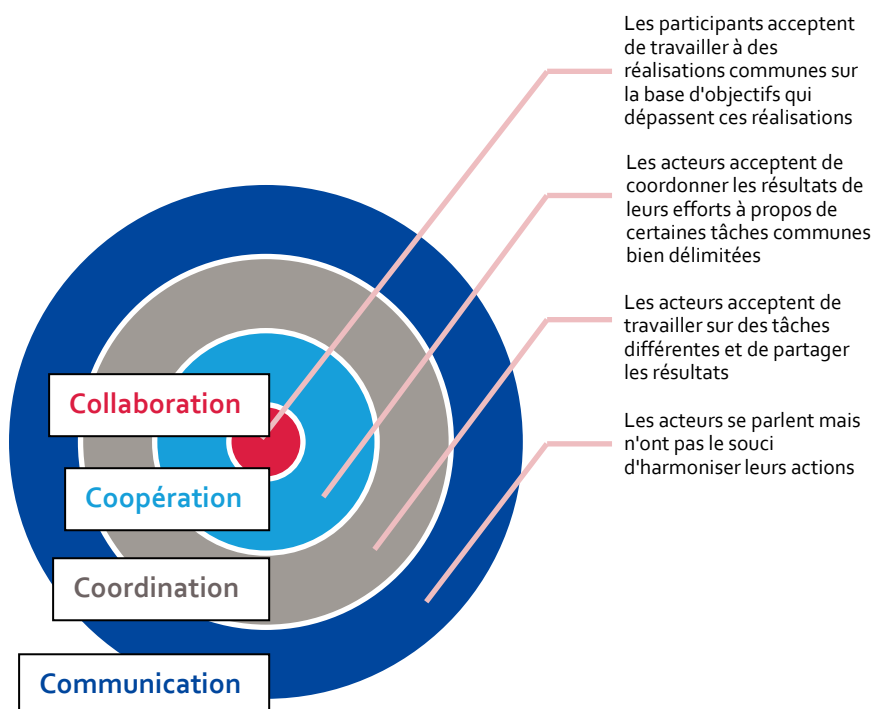 Les participants acceptent
de travailler à des
réalisations communes sur
la base d'objectifs qui
dépassent ces réalisations
Les acteurs acceptent de
coordonner les résultats de
leurs efforts à propos de
certaines tâches communes
bien délimitées
Les acteurs acceptent de
travailler sur des tâches
différentes et de partager
les résultats
Les acteurs se parlent mais
n'ont pas le souci
d'harmoniser leurs actions
Collaboration
Coopération
Coordination
Communication